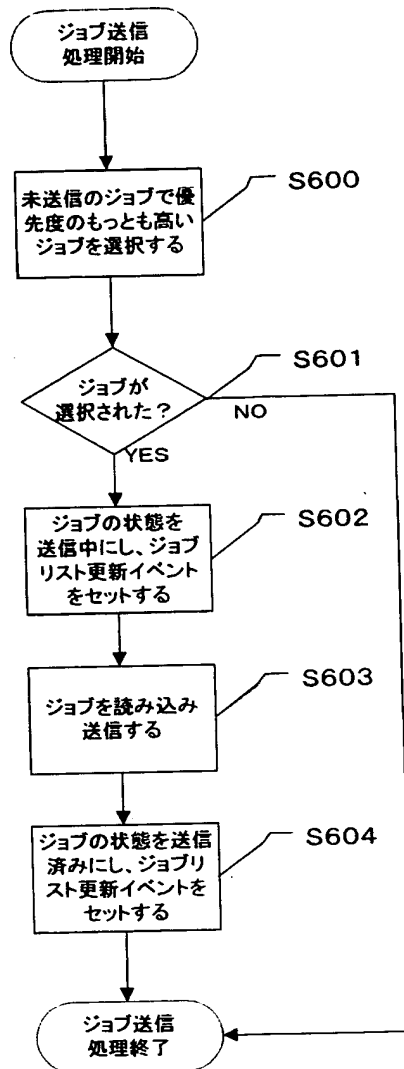 ジョブ送信
処理開始
未送信のジョブで優
先度のもっとも高い
ジョブを選択する
S600
ジョブが
選択された?
S601
NO
YES
ジョブの状態を
送信中にし、ジョブ
リスト更新イベント
をセットする
S602
ジョブを読み込み
送信する
S603
ジョブの状態を送信
済みにし、ジョブリ
スト更新イベントを
セットする
S604
ジョブ送信
処理終了